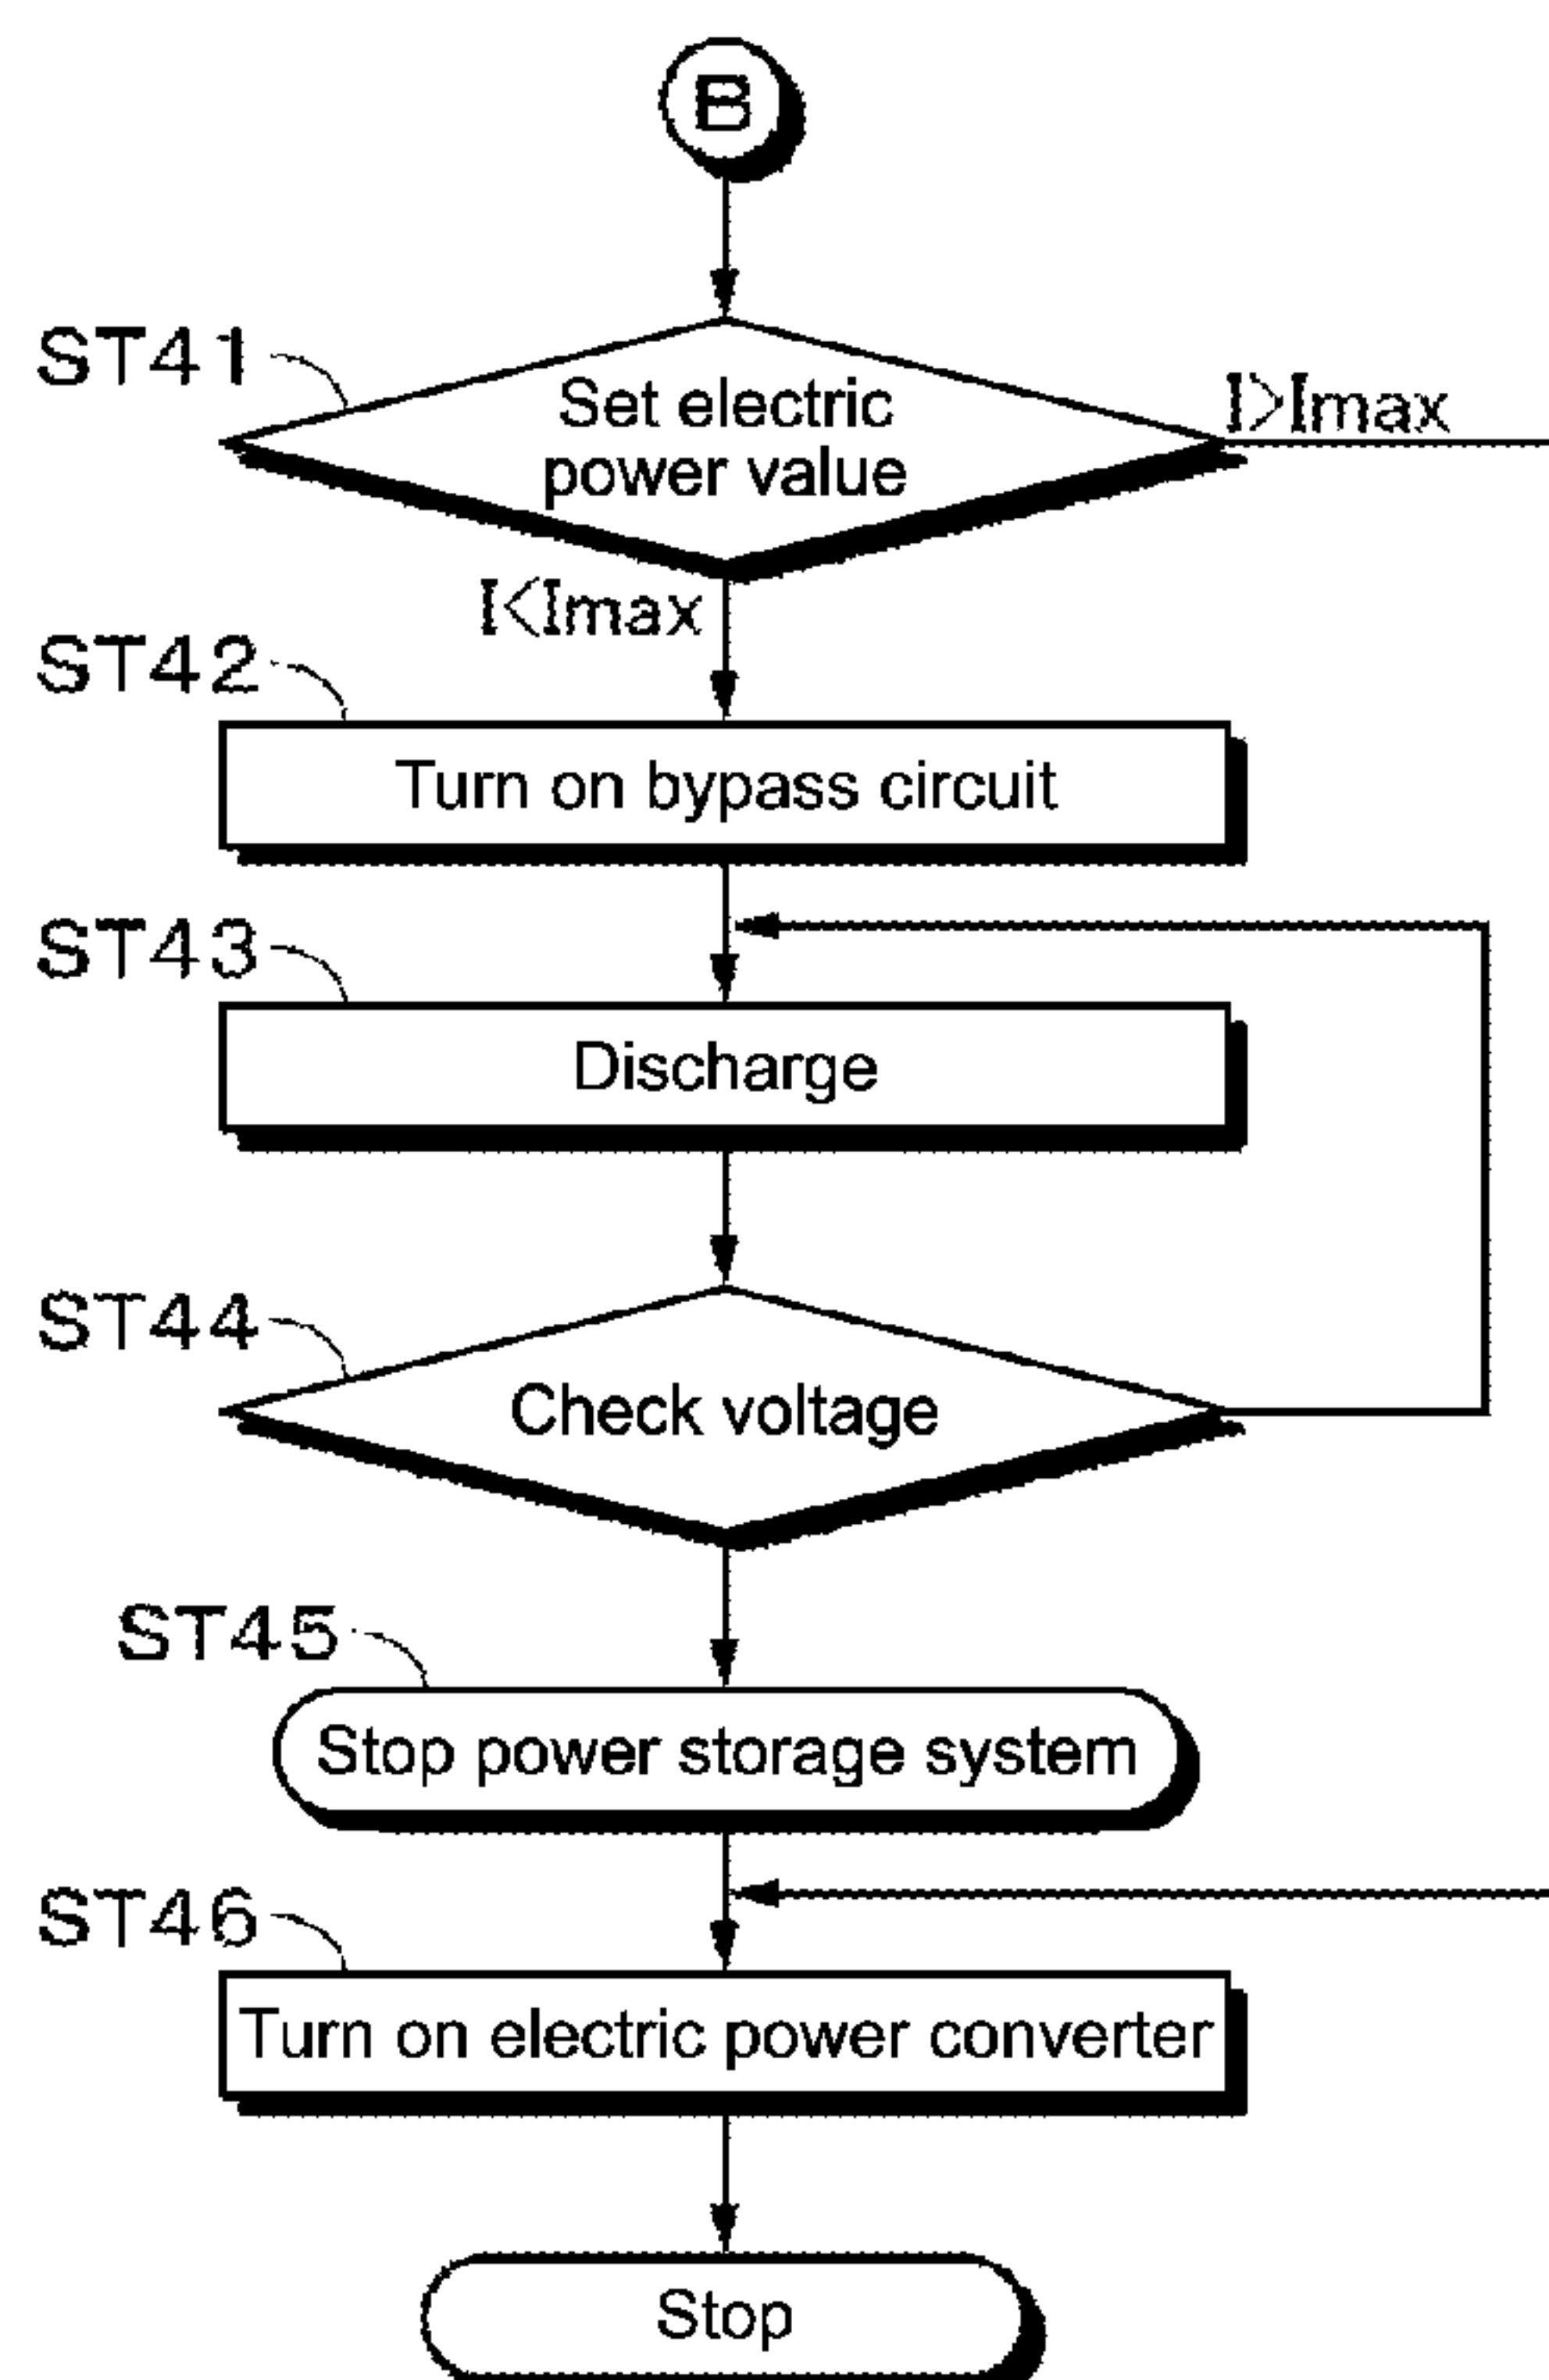 B
ST41
Set electric
power value
I>Imax
I<Imax
ST42
Turn on bypass circuit
ST43
Discharge
ST44
Check voltage
ST45
Stop power storage system
ST46
Turn on electric power converter
Stop